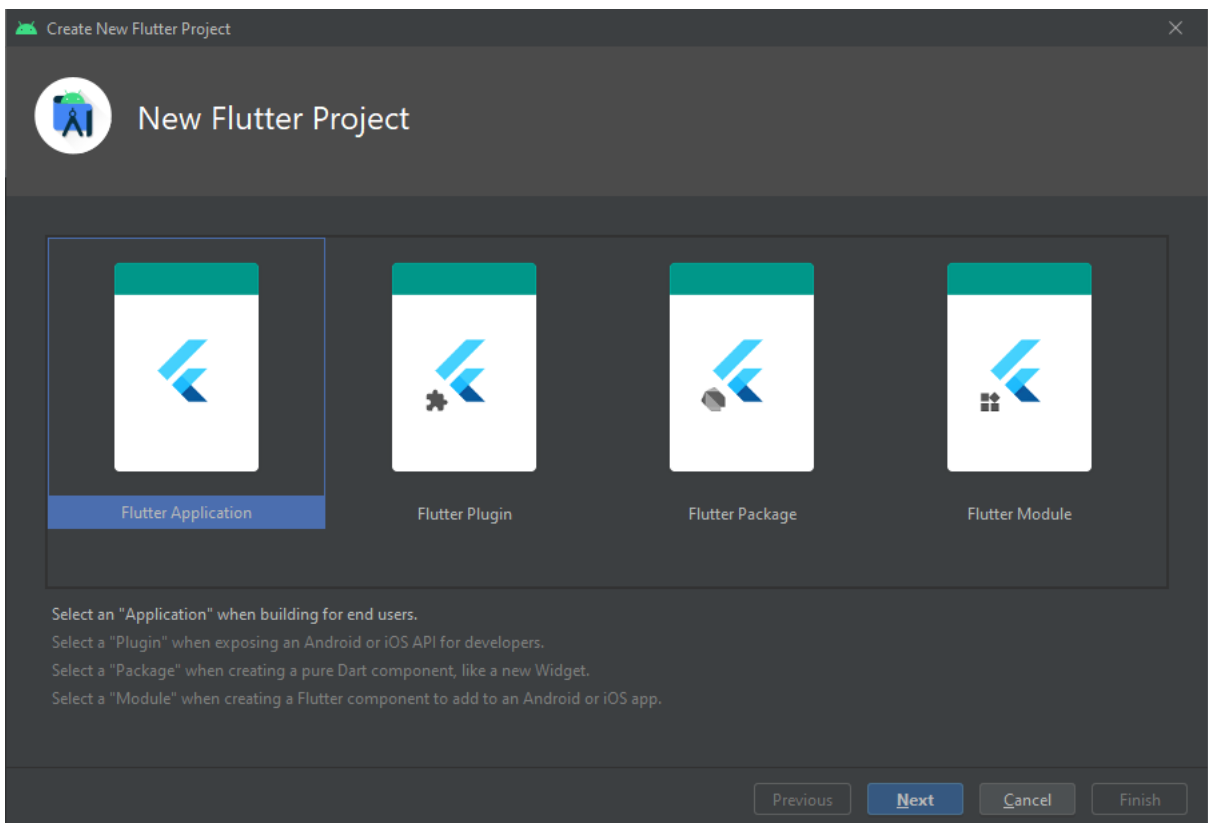 Create New Flutter Project
New Flutter Project
Flutter Application
Flutter Plugin
Flutter Package
Flutter Module
Select an "Application" when building for end users.
Select a "Plugin" when exposing an Android or iOS API for developers.
Select a "Package" when creating a pure Dart component, like a new Widget.
Select a "Module" when creating a Flutter component to add to an Android or iOS app.
Previous
Next
Cancel
Finish